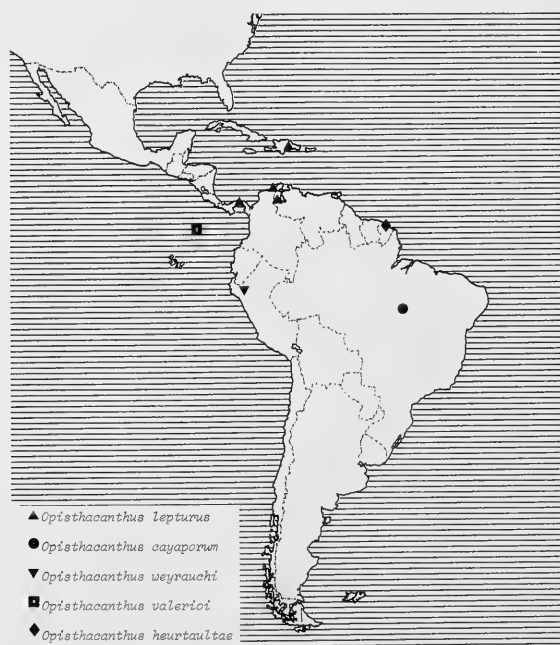 Opisthacanthus lepturus
Opisthacanthus cayaporum
Opisthacanthus weyrauchi
Opisthacanthus valerioi
Opisthacanthus heurtaultae